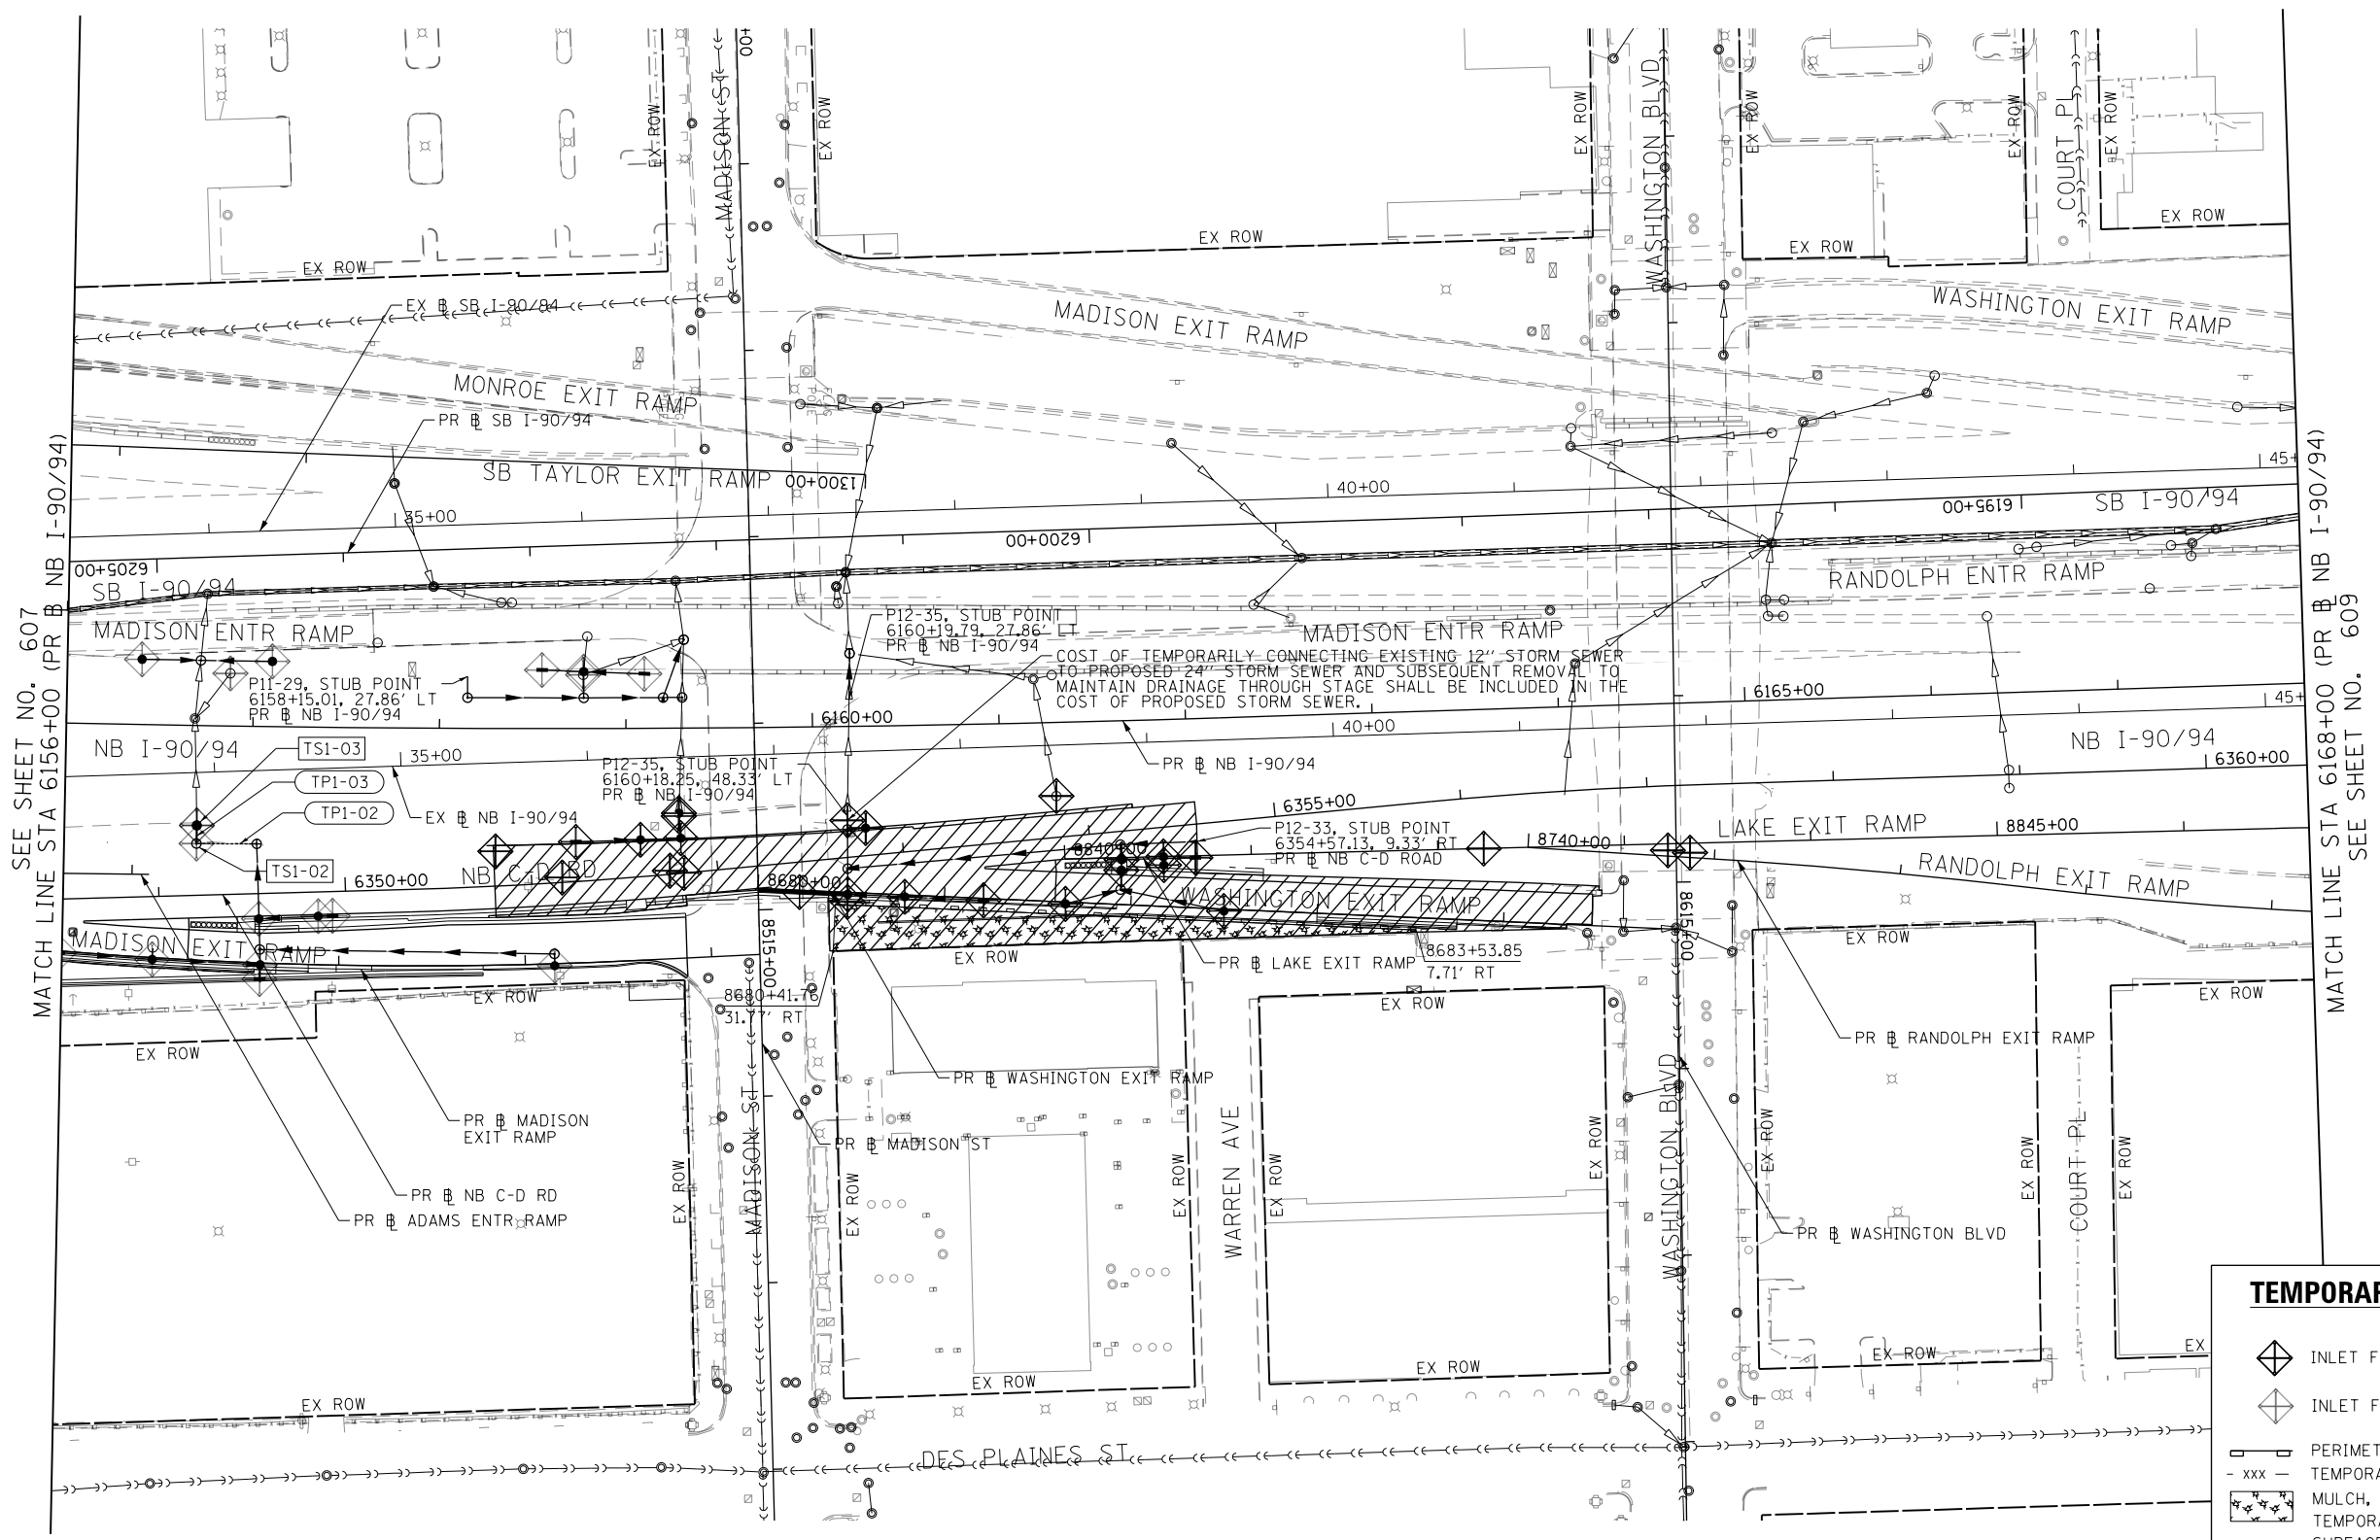 MADISON ST
00+
EX ROW
EX ROW
EX ROW
WASHINGTON BLVD
EX ROW
EX ROW
COURT PL
EX ROW
EX ROW
EX ROW
EX ROW
EX ROW
EX ℄ SB I-90/94
MADISON EXIT RAMP
WASHINGTON EXIT RAMP
MONROE EXIT RAMP
PR ℄ SB I-90/94
SB TAYLOR EXIT RAMP
1300+00
40+00
45+
35+00
6195+00
SB I-90/94
6200+00
6205+00
SB I-90/94
RANDOLPH ENTR RAMP
MADISON ENTR RAMP
P12-35, STUB POINT
6160+19.79, 27.86' LT
PR ℄ NB I-90/94
MADISON ENTR RAMP
COST OF TEMPORARILY CONNECTING EXISTING 12" STORM SEWER
TO PROPOSED 24" STORM SEWER AND SUBSEQUENT REMOVAL TO
MAINTAIN DRAINAGE THROUGH STAGE SHALL BE INCLUDED IN THE
COST OF PROPOSED STORM SEWER.
P11-29, STUB POINT
6158+15.01, 27.86' LT
PR ℄ NB I-90/94
6160+00
6165+00
45+
40+00
NB I-90/94
35+00
NB I-90/94
TS1-03
P12-35, STUB POINT
6160+18.25, 48.33' LT
PR ℄ NB I-90/94
PR ℄ NB I-90/94
6360+00
TP1-03
TP1-02
EX ℄ NB I-90/94
6355+00
P12-33, STUB POINT
6354+57.13, 9.33' RT
PR ℄ NB C-D ROAD
8740+00
LAKE EXIT RAMP
8845+00
8840+00
TS1-02
6350+00
NB C-D RD
8680+00
WASHINGTON EXIT RAMP
RANDOLPH EXIT RAMP
8615+00
8515+00
MADISON EXIT RAMP
EX ROW
EX ROW
8683+53.85
7.71' RT
PR ℄ LAKE EXIT RAMP
EX ROW
8680+41.76
31.77' RT
EX ROW
EX ROW
EX ROW
PR ℄ RANDOLPH EXIT RAMP
PR ℄ WASHINGTON EXIT RAMP
PR ℄ MADISON
EXIT RAMP
PR ℄ MADISON ST
PR ℄ NB C-D RD
PR ℄ ADAMS ENTR RAMP
PR ℄ WASHINGTON BLVD
EX ROW
MADISON ST
EX ROW
EX ROW
WARREN AVE
EX ROW
EX ROW
WASHINGTON BLVD
EX ROW
EX ROW
COURT PL
EX ROW
EX ROW
EX ROW
EX ROW
EX ROW
EX
DES PLAINES ST
SEE SHEET NO. 607
MATCH LINE STA 6156+00 (PR ℄ NB I-90/94)
MATCH LINE STA 6168+00 (PR ℄ NB I-90/94)
SEE SHEET NO. 609
INLET F
INLET F
PERIMET
- XXX -
MULCH,